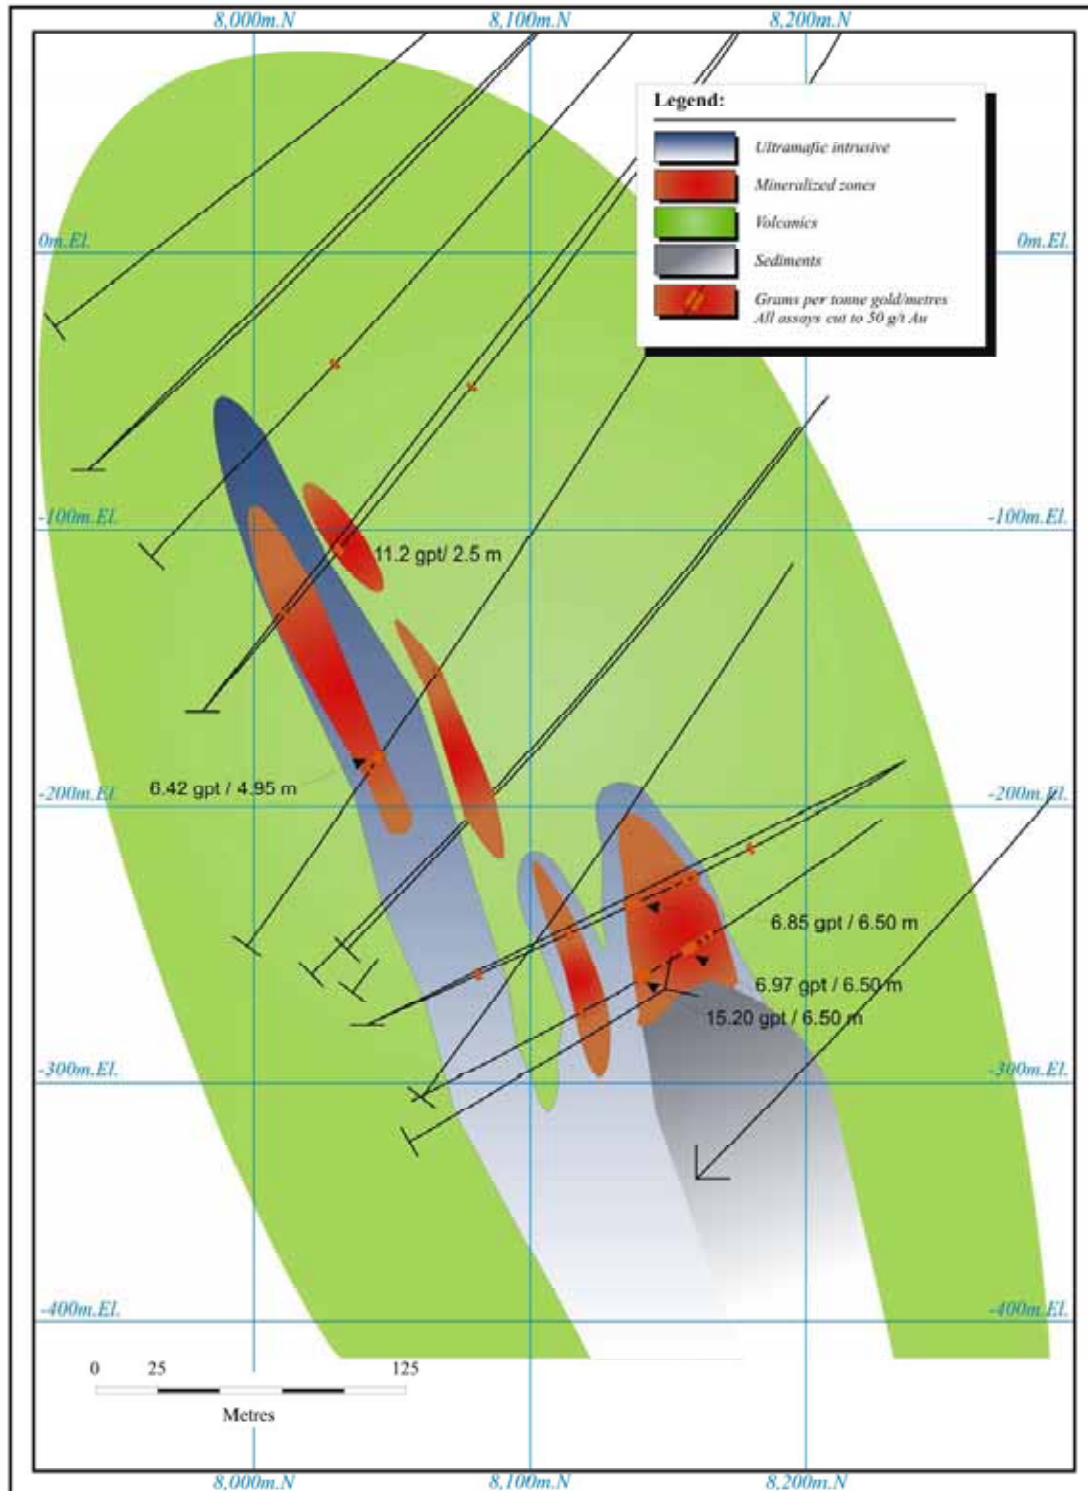 8,000m.N 8,100m.N 8,200m.N
Legend:
Ultramafic intrusive
Mineralized zones
Volcanics
Sediments
Grams per tonne gold/metres
All assays cut to 50 g/t Au
0m.El. 0m.El.
-100m.El. -100m.El.
11.2 gpt/ 2.5 m
6.42 gpt / 4.95 m
-200m.El. -200m.El.
6.85 gpt / 6.50 m
6.97 gpt / 6.50 m
15.20 gpt / 6.50 m
-300m.El. -300m.El.
-400m.El. -400m.El.
0 25 125
Metres
8,000m.N 8,100m.N 8,200m.N